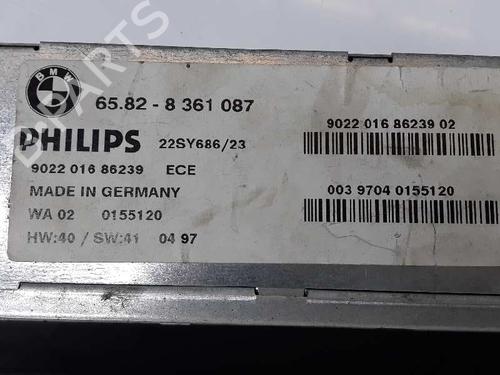 BMW
65.82 - 8 361 087
PHILIPS 22SY686/23
9022 016 86239 ECE
MADE IN GERMANY
WA 02 0155120
HW:40 / SW:41 04 97
9022 016 86239 02
003 9704 0155120